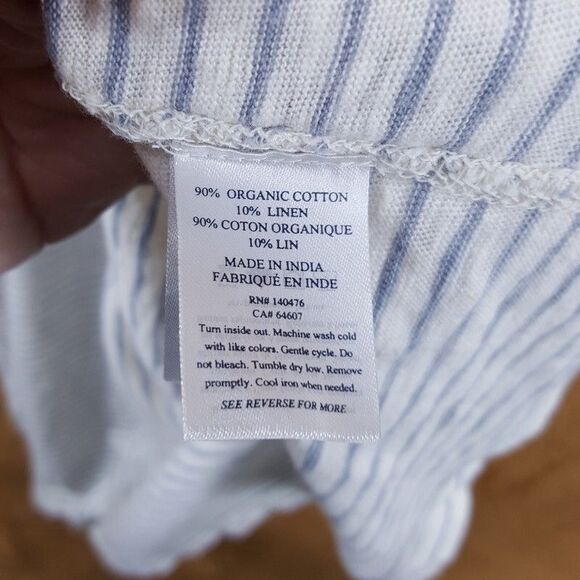 90% ORGANIC COTTON
10% LINEN
90% COTON ORGANIQUE
10% LIN
MADE IN INDIA
FABRIQUÉ EN INDE
RN# 140476
CA# 64607
Turn inside out. Machine wash cold
with like colors. Gentle cycle. Do
not bleach. Tumble dry low. Remove
promptly. Cool iron when needed.
SEE REVERSE FOR MORE